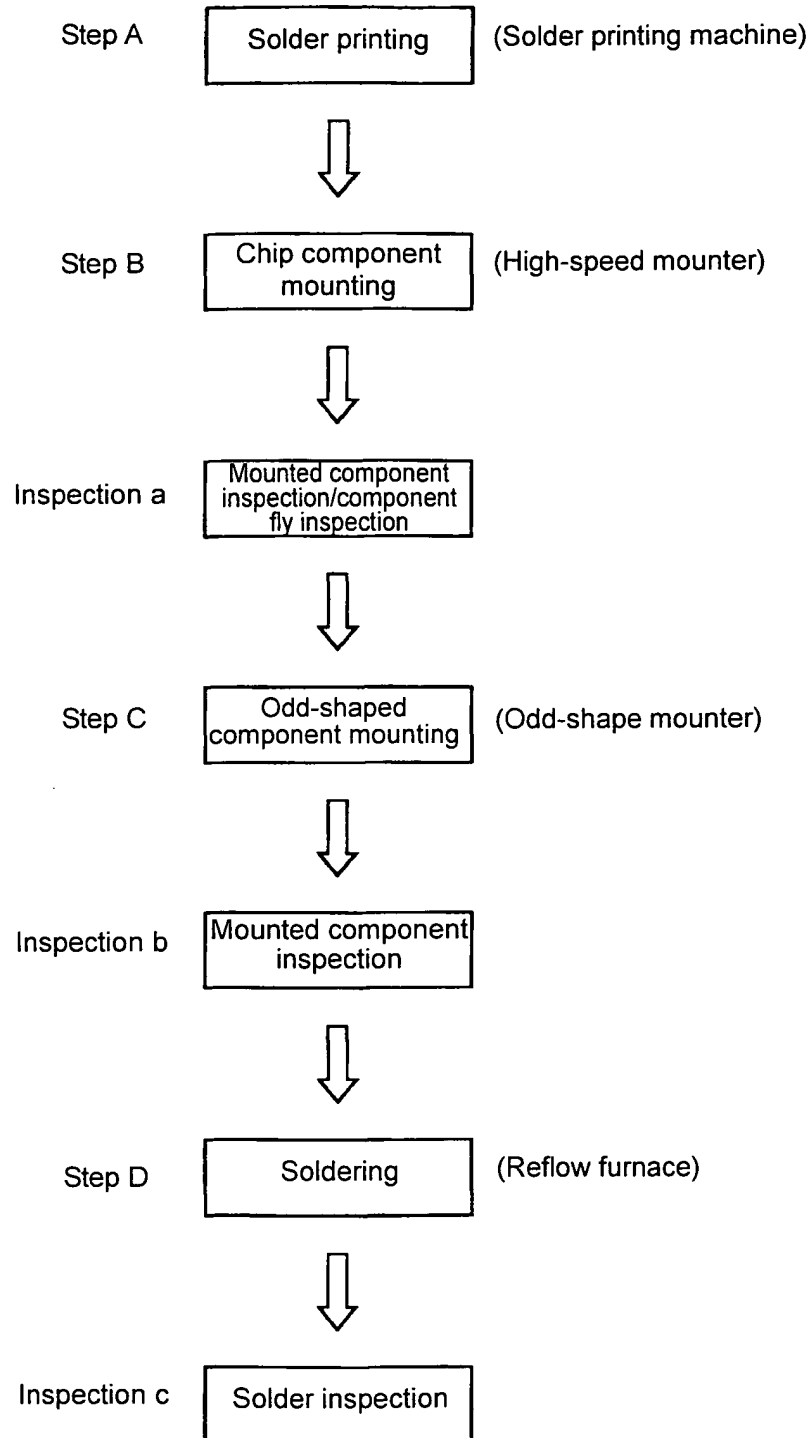 Step A
Solder printing
(Solder printing machine)
Step B
Chip component
mounting
(High-speed mounter)
Inspection a
Mounted component
inspection/component
fly inspection
Step C
Odd-shaped
component mounting
(Odd-shape mounter)
Inspection b
Mounted component
inspection
Step D
Soldering
(Reflow furnace)
Inspection c
Solder inspection